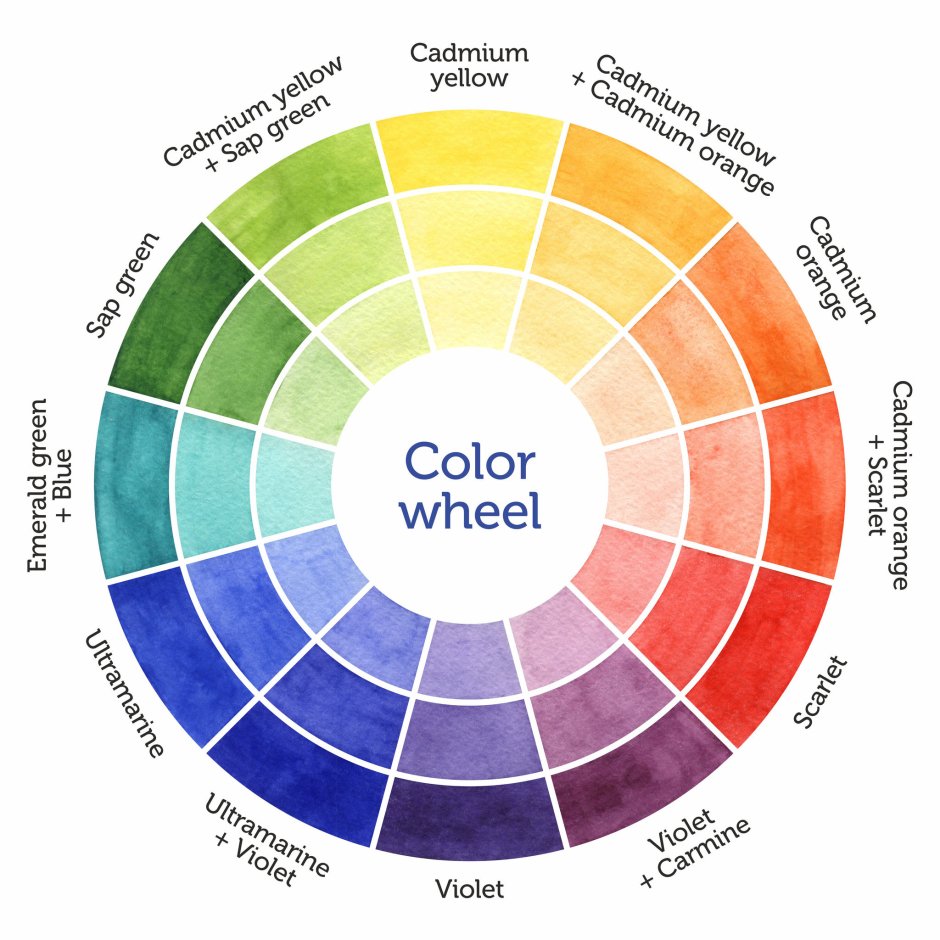 Cadmium
yellow
Cadmium yellow
+ Cadmium orange
Cadmium
orange
Cadmium orange
+ Scarlet
Scarlet
Violet
+ Carmine
Violet
Ultramarine
+ Violet
Ultramarine
Emerald green
+ Blue
Sap green
Cadmium yellow
+ Sap green
Color
wheel